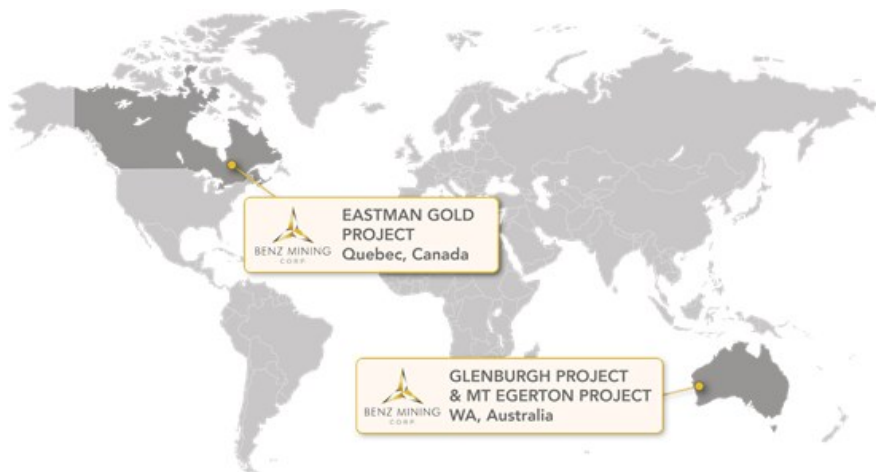 BENZ MINING
CORP.
EASTMAN GOLD
PROJECT
Quebec, Canada
BENZ MINING
CORP.
GLENBURGH PROJECT
& MT EGERTON PROJECT
WA, Australia